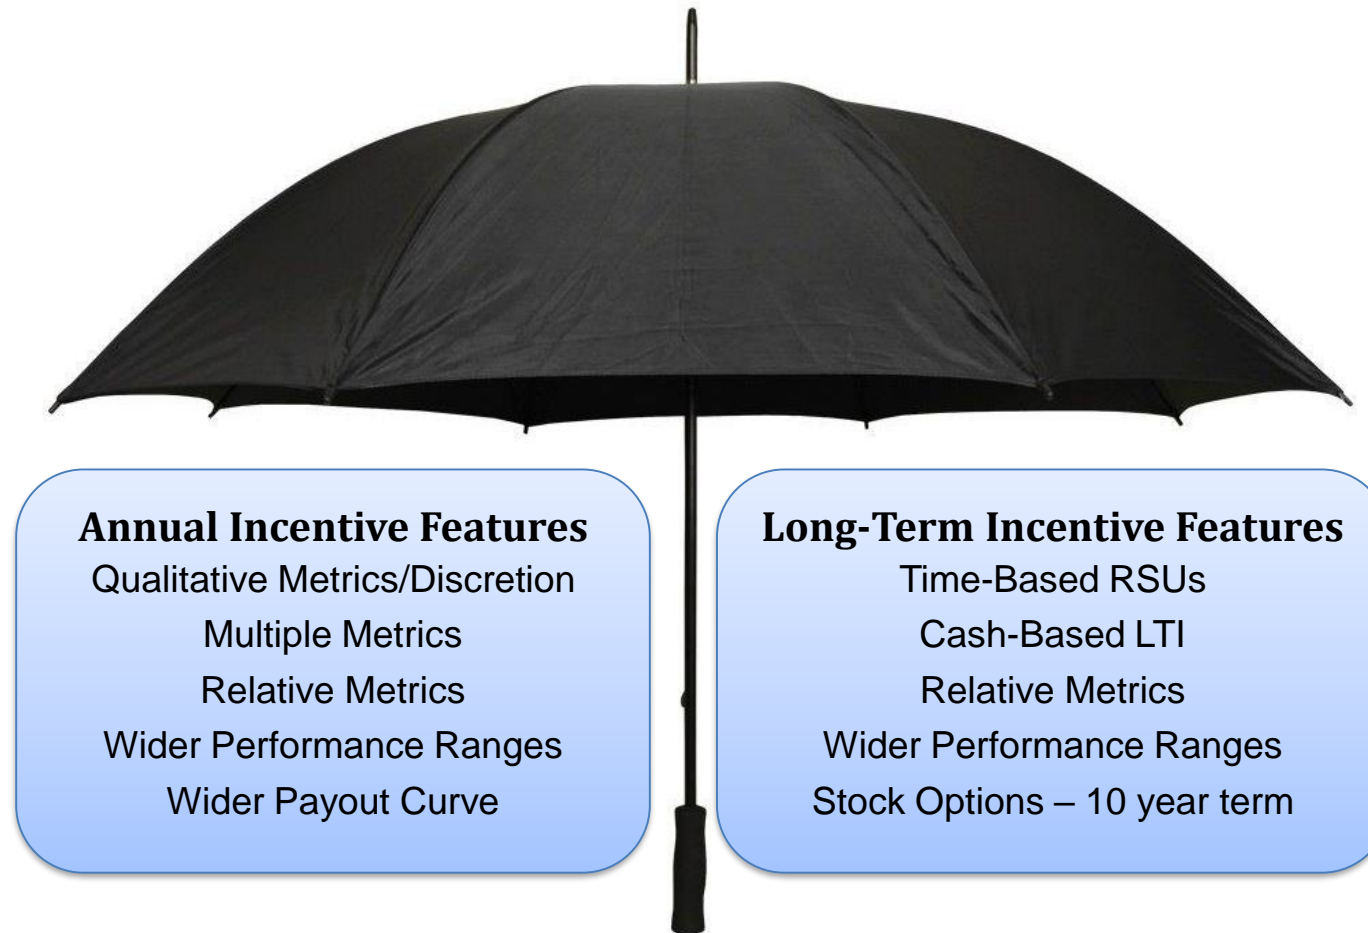 Annual Incentive Features
Qualitative Metrics/Discretion
Multiple Metrics
Relative Metrics
Wider Performance Ranges
Wider Payout Curve
Long-Term Incentive Features
Time-Based RSUs
Cash-Based LTI
Relative Metrics
Wider Performance Ranges
Stock Options – 10 year term